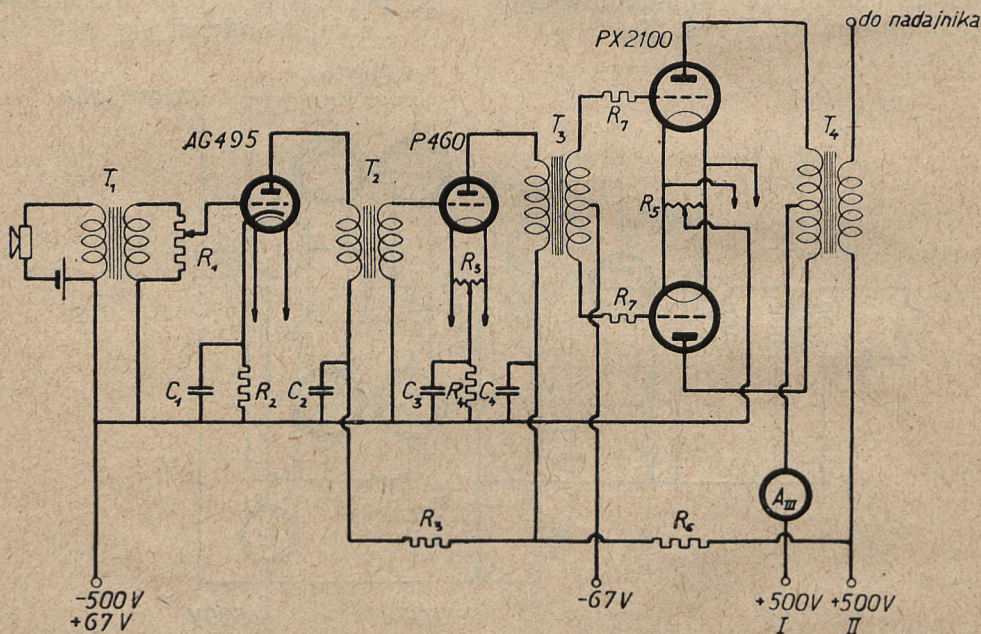 do nadajnika
PX2100
AG495
P460
T₁
T₂
T₃
T₄
R₇
R₁
R₅
R₅
R₇
C₁
R₂
C₂
C₃
R₄
C₄
R₃
R₆
A_III
-500V
+67V
-67V
+500V
I
+500V
II